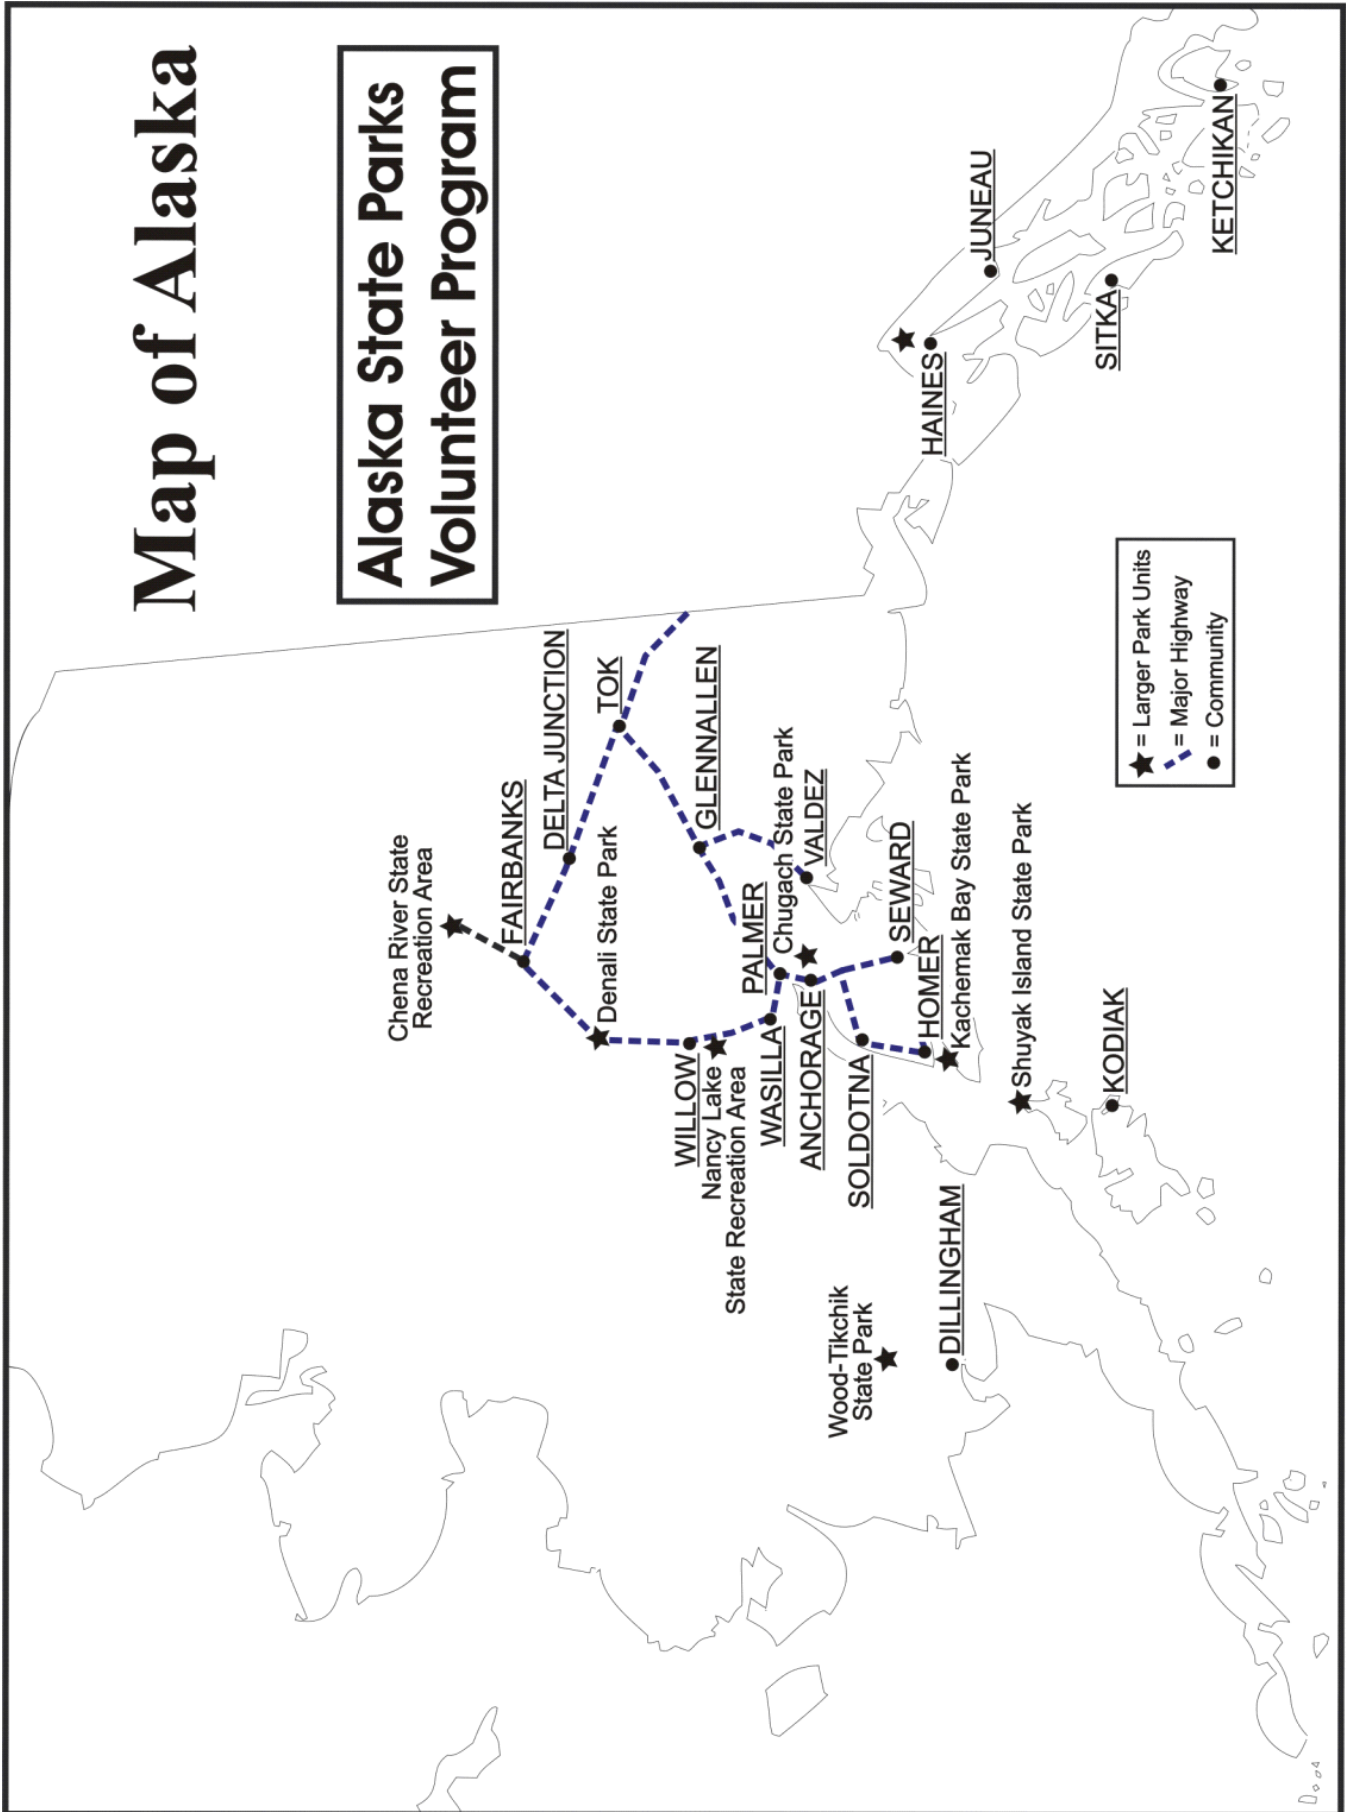 Map of Alaska
Alaska State Parks
Volunteer Program
Chena River State
Recreation Area
FAIRBANKS
DELTA JUNCTION
Denali State Park
TOK
GLENNALLEN
WILLOW
Nancy Lake
State Recreation Area
PALMER
WASILLA
Chugach State Park
VALDEZ
ANCHORAGE
SOLDOTNA
SEWARD
HOMER
Kachemak Bay State Park
Shuyak Island State Park
KODIAK
Wood-Tikchik
State Park
DILLINGHAM
HAINES
JUNEAU
SITKA
KETCHIKAN
= Larger Park Units
= Major Highway
= Community